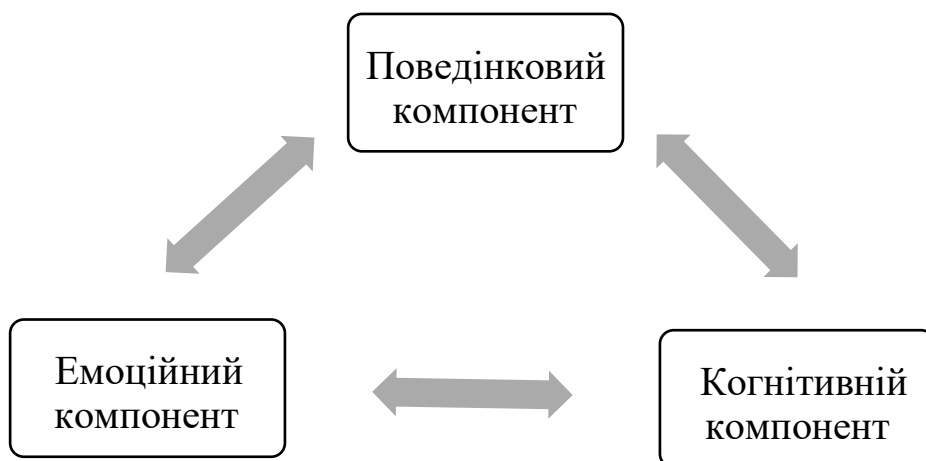 Поведінковий
компонент
Емоційний
компонент
Когнітивній
компонент